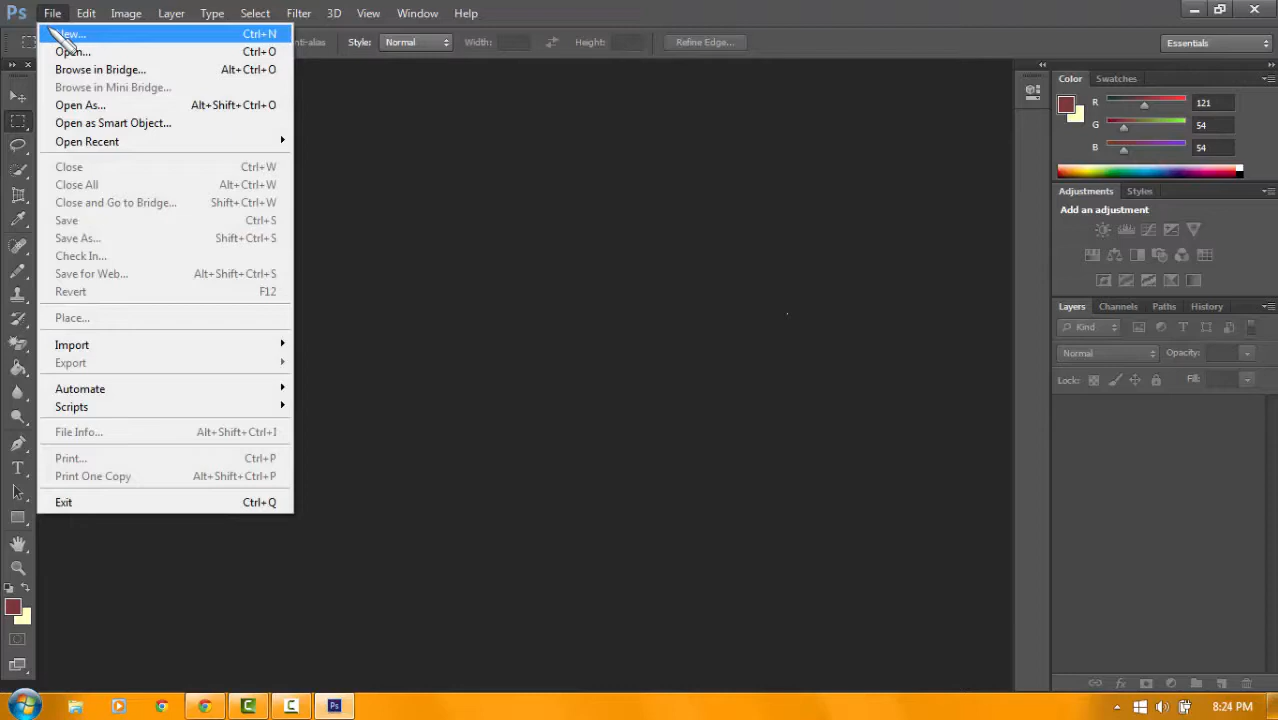 Ps File Edit Image Layer Type Select Filter 3D View Window Help
nti-alias Style: Normal Width: Height: Refine Edge... Essentials
New... Ctrl+N
Open... Ctrl+O
Browse in Bridge... Alt+Ctrl+O
Browse in Mini Bridge...
Open As... Alt+Shift+Ctrl+O
Open as Smart Object...
Open Recent
Close Ctrl+W
Close All Alt+Ctrl+W
Close and Go to Bridge... Shift+Ctrl+W
Save Ctrl+S
Save As... Shift+Ctrl+S
Check In...
Save for Web... Alt+Shift+Ctrl+S
Revert F12
Place...
Import
Export
Automate
Scripts
File Info... Alt+Shift+Ctrl+I
Print... Ctrl+P
Print One Copy Alt+Shift+Ctrl+P
Exit Ctrl+Q
Color Swatches
R 121
G 54
B 54
Adjustments Styles
Add an adjustment
Layers Channels Paths History
Kind
Normal Opacity:
Lock: Fill:
Ps 8:24 PM